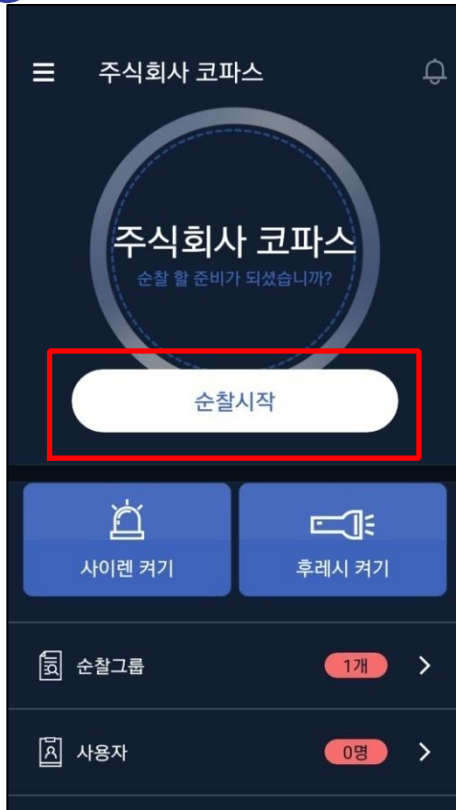 주식회사 코파스
주식회사 코파스
순찰 할 준비가 되셨습니까?
순찰시작
사이렌 켜기
후레시 켜기
순찰그룹 1개
사용자 0명